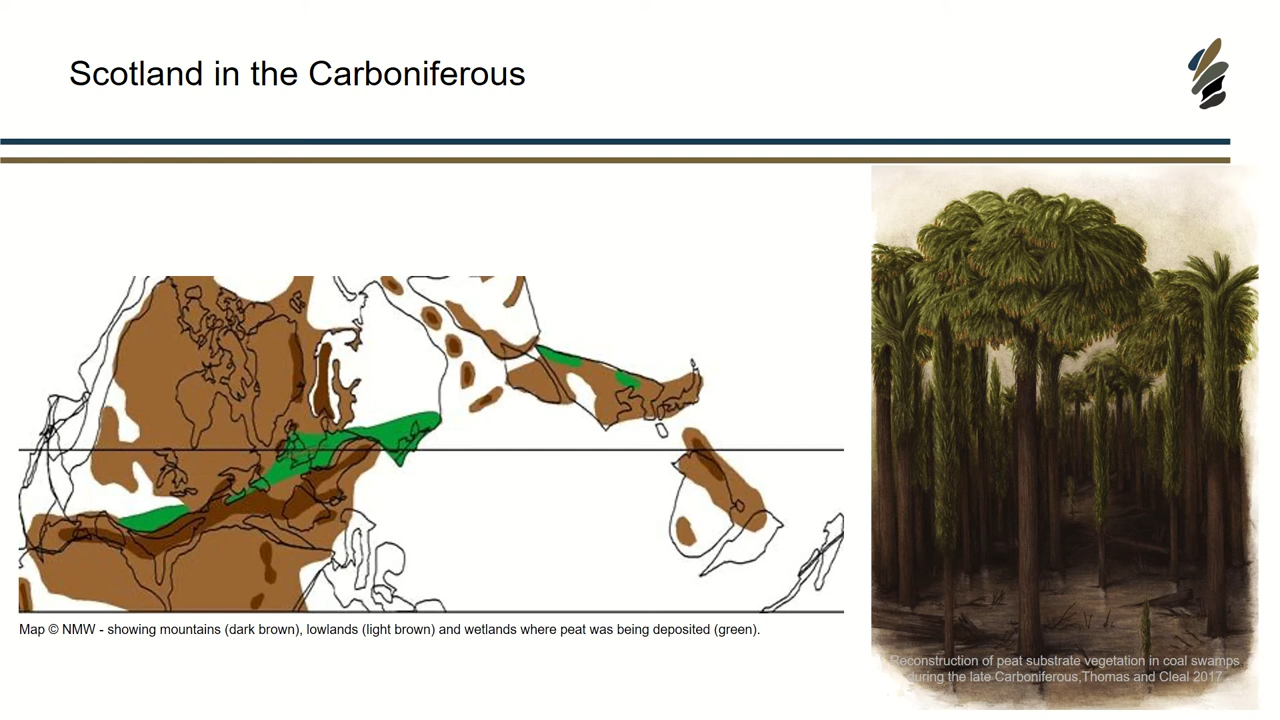 Scotland in the Carboniferous
Map © NMW - showing mountains (dark brown), lowlands (light brown) and wetlands where peat was being deposited (green).
Reconstruction of peat substrate vegetation in coal swamps
during the late Carboniferous,Thomas and Cleal 2017